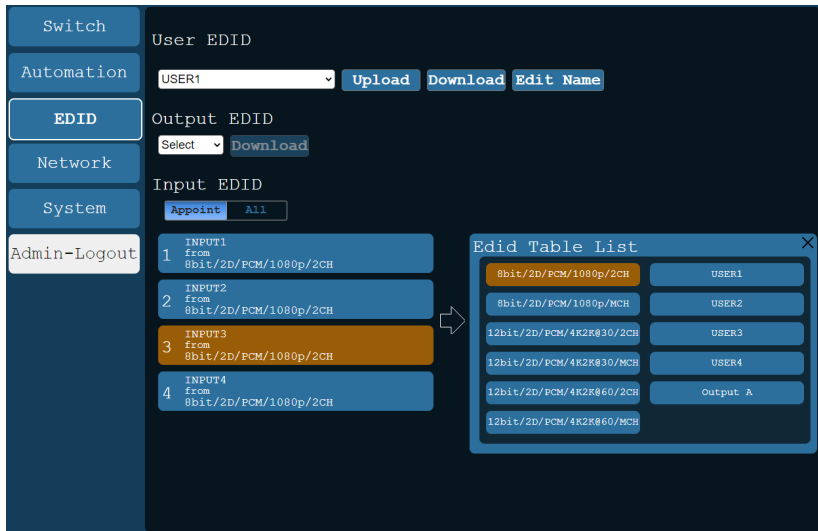 Switch
Automation
EDID
Network
System
Admin-Logout
User EDID
USER1
Upload
Download
Edit Name
Output EDID
Select
Download
Input EDID
Appoint
All
1
INPUT1
from
8bit/2D/PCM/1080p/2CH
2
INPUT2
from
8bit/2D/PCM/1080p/2CH
3
INPUT3
from
8bit/2D/PCM/1080p/2CH
4
INPUT4
from
8bit/2D/PCM/1080p/2CH
Edid Table List
8bit/2D/PCM/1080p/2CH
USER1
8bit/2D/PCM/1080p/MCH
USER2
12bit/2D/PCM/4K2K@30/2CH
USER3
12bit/2D/PCM/4K2K@30/MCH
USER4
12bit/2D/PCM/4K2K@60/2CH
Output A
12bit/2D/PCM/4K2K@60/MCH